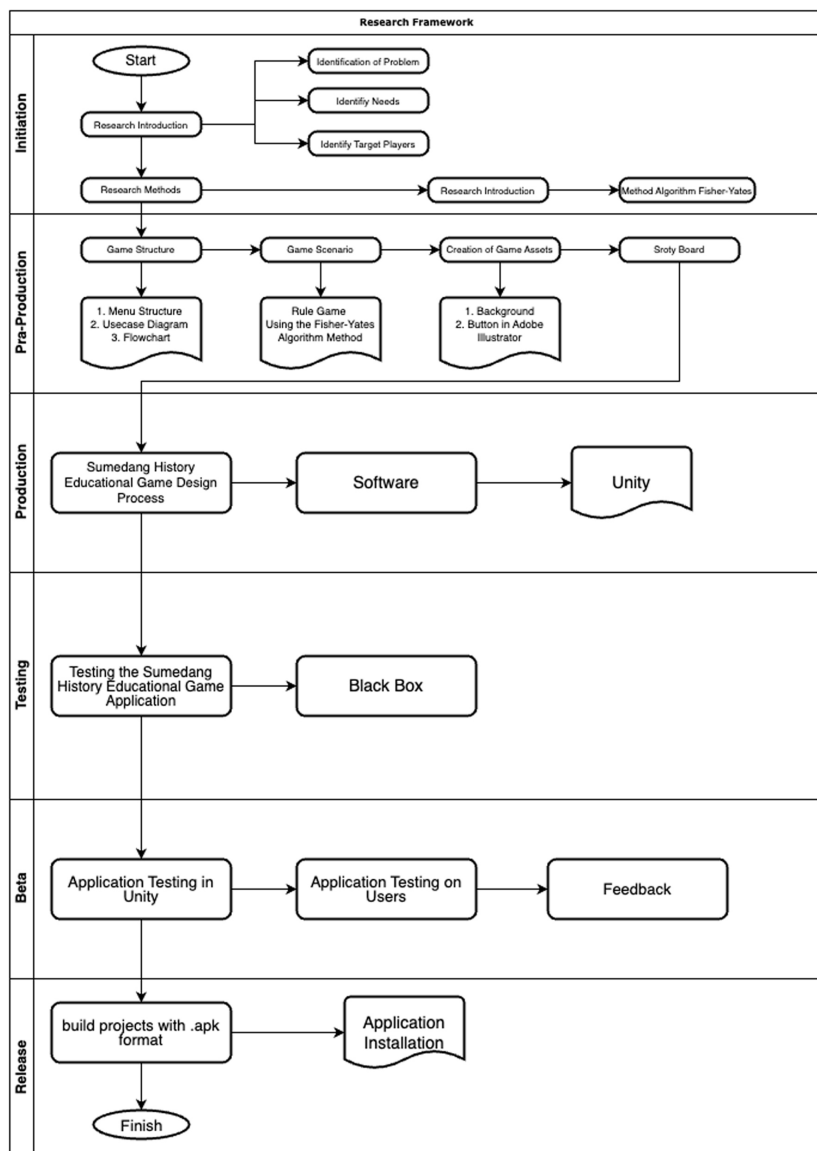 Research Framework
Initiation
Start
Identification of Problem
Identifiy Needs
Research Introduction
Identify Target Players
Research Methods
Research Introduction
Method Algorithm Fisher-Yates
Pra-Production
Game Structure
Game Scenario
Creation of Game Assets
Sroty Board
1. Menu Structure
2. Usecase Diagram
3. Flowchart
Rule Game
Using the Fisher-Yates
Algorithm Method
1. Background
2. Button in Adobe
Illustrator
Production
Sumedang History
Educational Game Design
Process
Software
Unity
Testing
Testing the Sumedang
History Educational Game
Application
Black Box
Beta
Application Testing in
Unity
Application Testing on
Users
Feedback
Release
build projects with .apk
format
Application
Installation
Finish